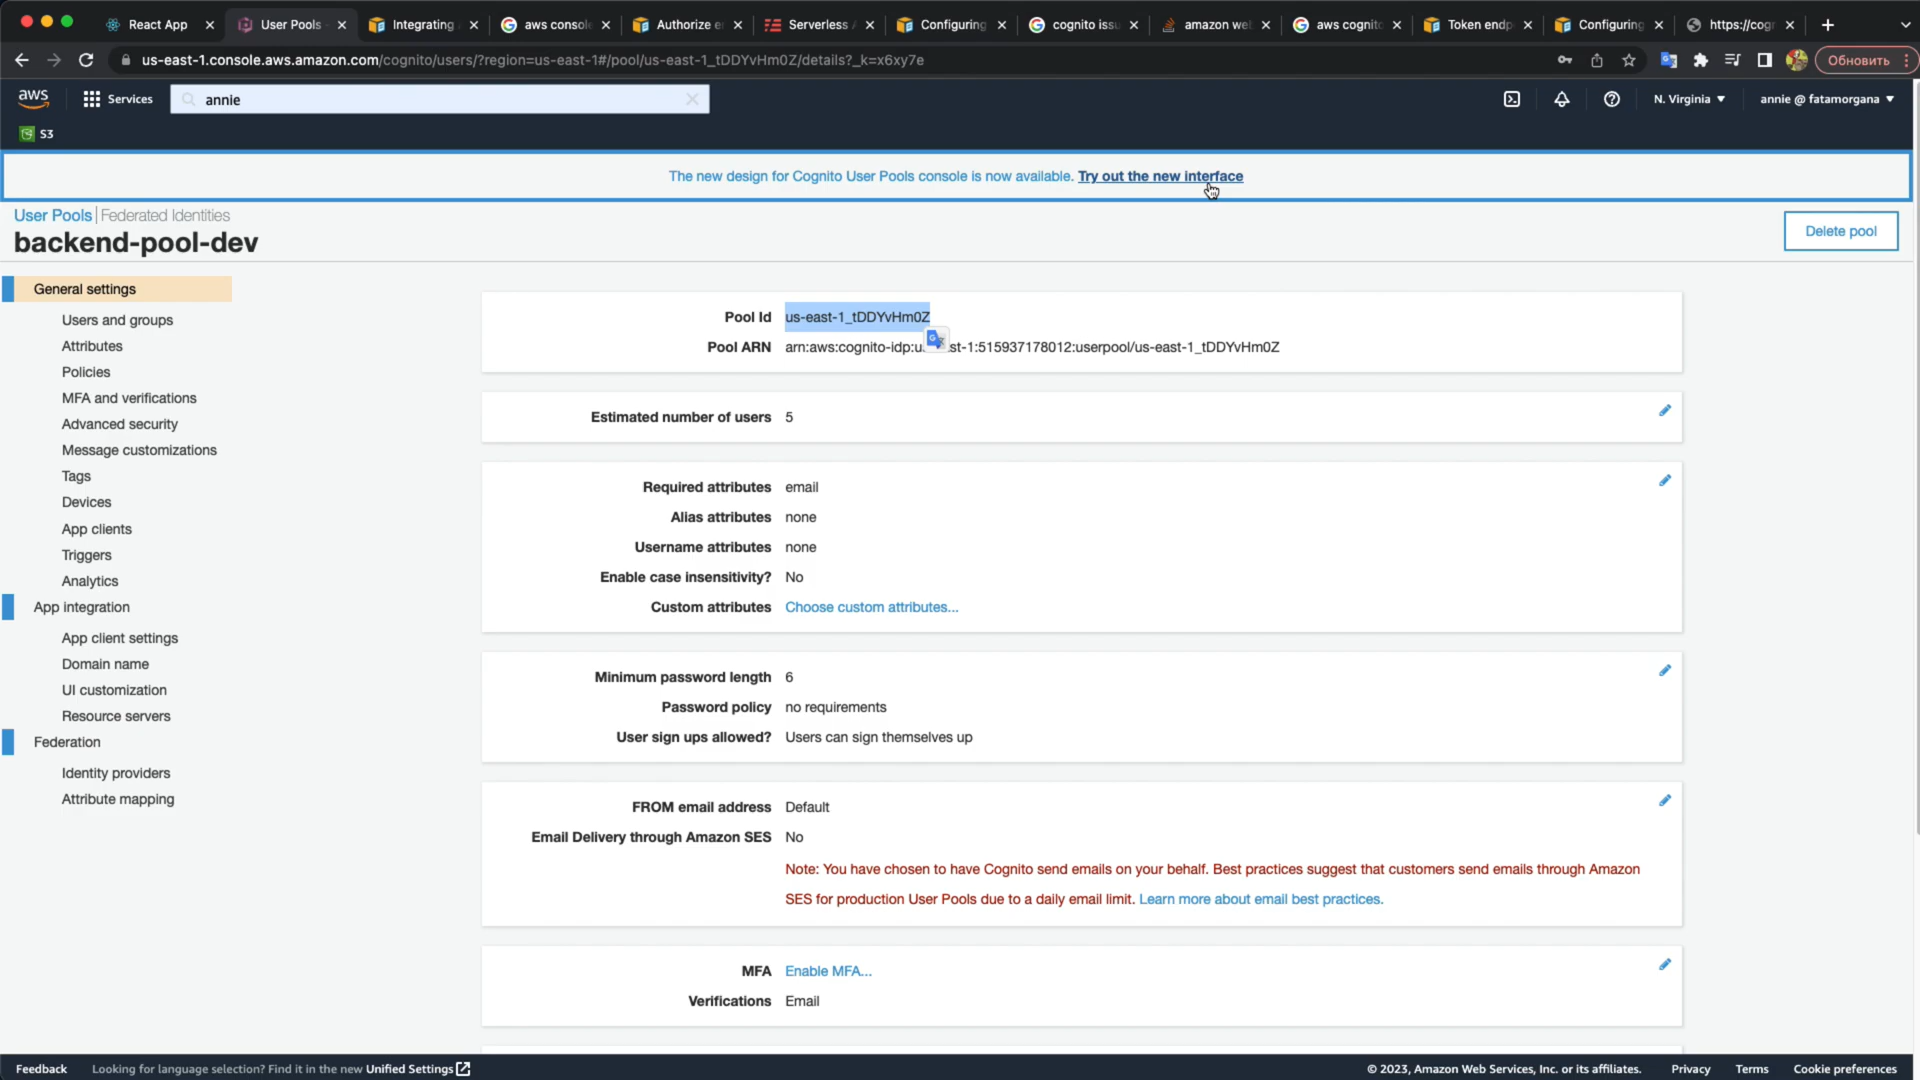 React App
User Pools -
Integrating
aws console
Authorize e
Serverless
Configuring
cognito issu
amazon we
aws cognito
Token endp
Configuring
https://cogn
us-east-1.console.aws.amazon.com/cognito/users/?region=us-east-1#/pool/us-east-1_tDDYvHm0Z/details?_k=x6xy7e
Обновить
aws
Services
annie
N. Virginia
annie @ fatamorgana
S3
The new design for Cognito User Pools console is now available. Try out the new interface
User Pools | Federated Identities
backend-pool-dev
Delete pool
General settings
Users and groups
Attributes
Policies
MFA and verifications
Advanced security
Message customizations
Tags
Devices
App clients
Triggers
Analytics
App integration
App client settings
Domain name
UI customization
Resource servers
Federation
Identity providers
Attribute mapping
Pool Id us-east-1_tDDYvHm0Z
Pool ARN arn:aws:cognito-idp:u st-1:515937178012:userpool/us-east-1_tDDYvHm0Z
Estimated number of users 5
Required attributes email
Alias attributes none
Username attributes none
Enable case insensitivity? No
Custom attributes Choose custom attributes...
Minimum password length 6
Password policy no requirements
User sign ups allowed? Users can sign themselves up
FROM email address Default
Email Delivery through Amazon SES No
Note: You have chosen to have Cognito send emails on your behalf. Best practices suggest that customers send emails through Amazon
SES for production User Pools due to a daily email limit. Learn more about email best practices.
MFA Enable MFA...
Verifications Email
Feedback
Looking for language selection? Find it in the new Unified Settings
© 2023, Amazon Web Services, Inc. or its affiliates.
Privacy
Terms
Cookie preferences